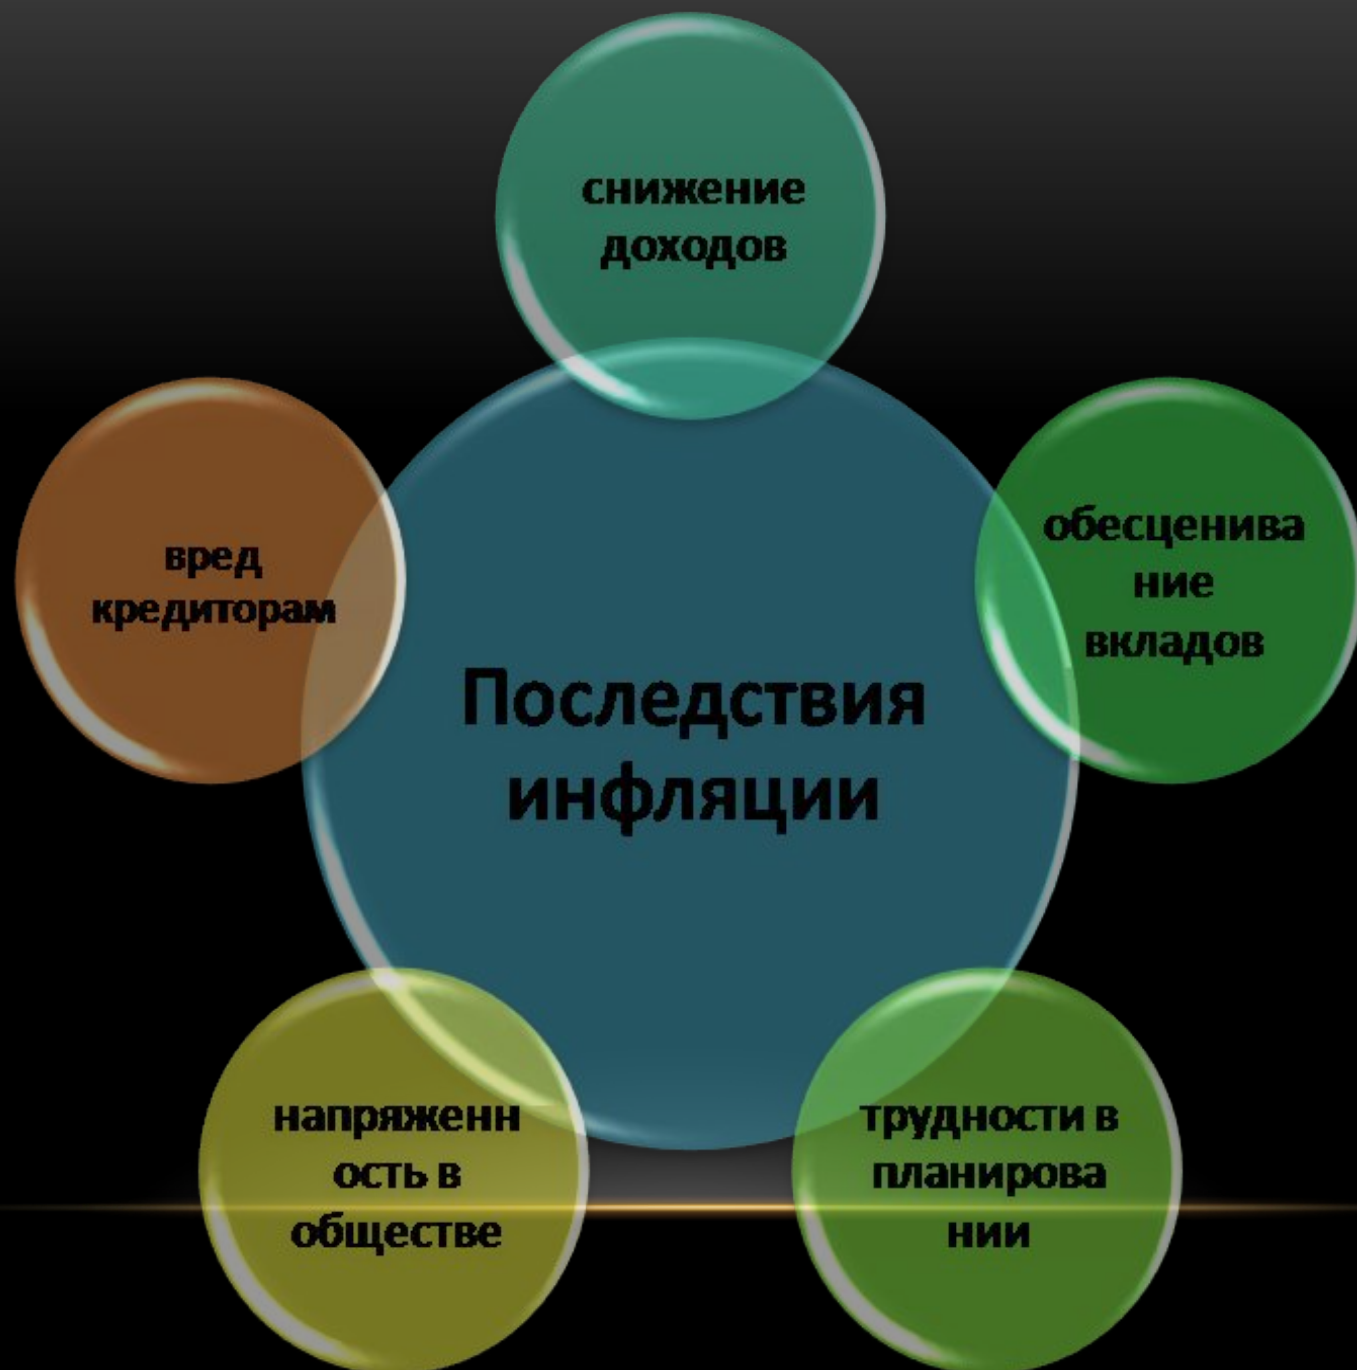 снижение
доходов
обесценива
ние
вкладов
трудности в
планирова
нии
напряженн
ость в
обществе
вред
кредиторам
Последствия
инфляции